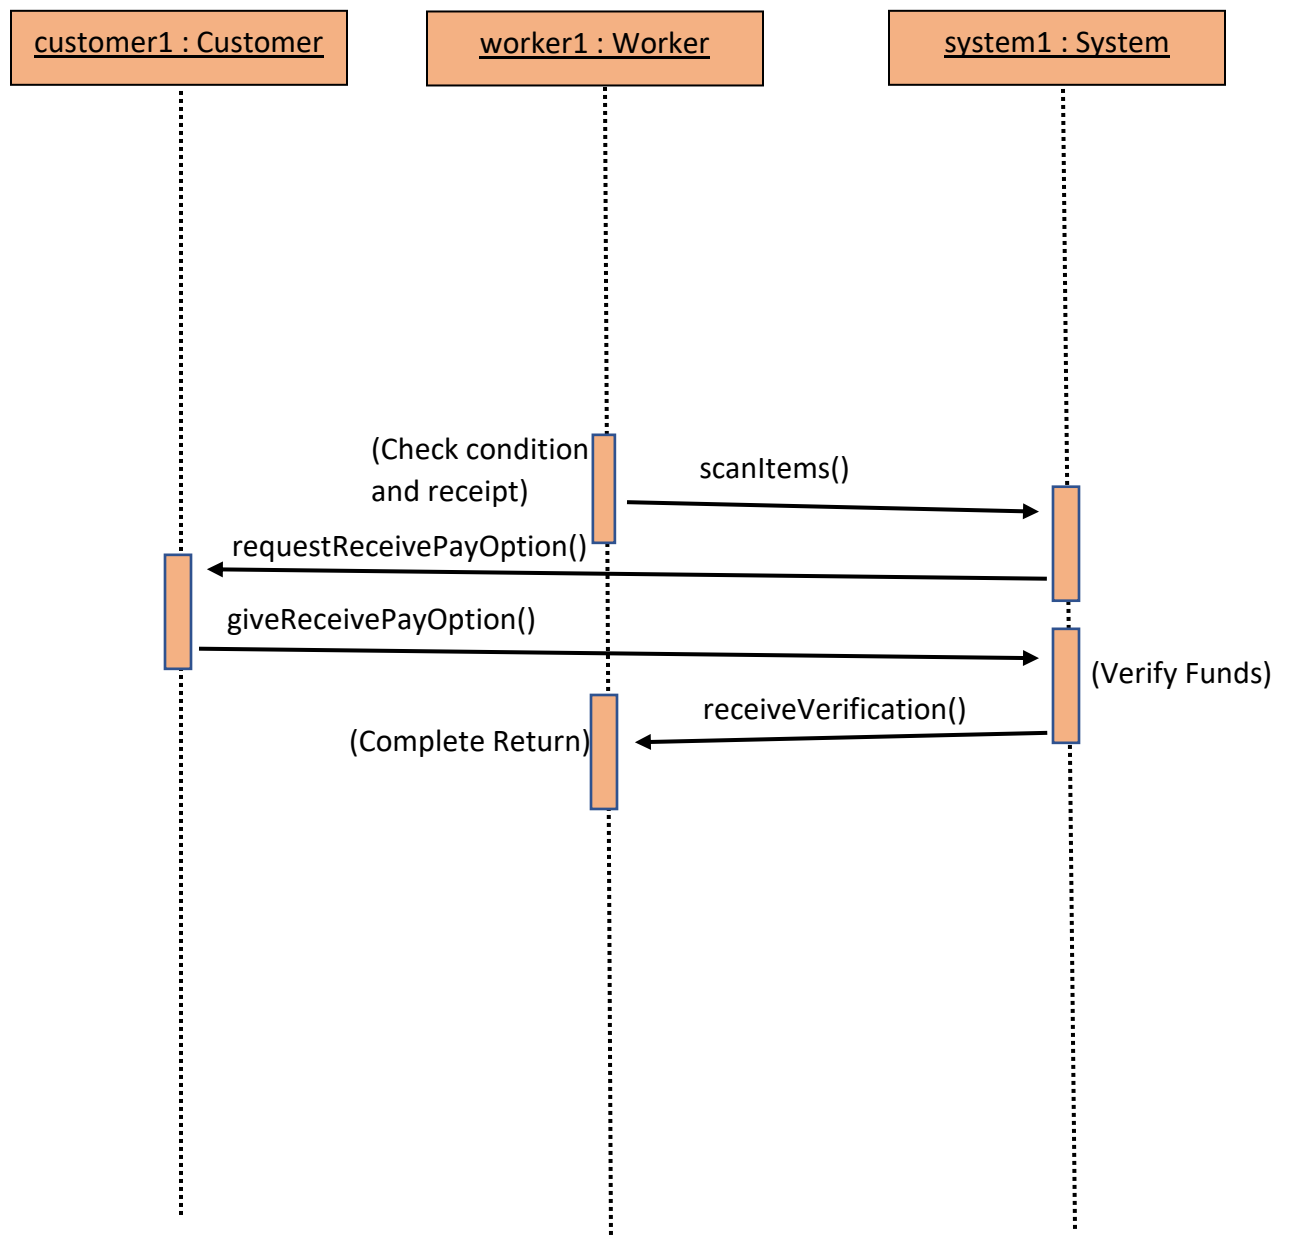 customer1 : Customer
worker1 : Worker
system1 : System
(Check condition
and receipt)
scanItems()
requestReceivePayOption()
giveReceivePayOption()
(Verify Funds)
receiveVerification()
(Complete Return)